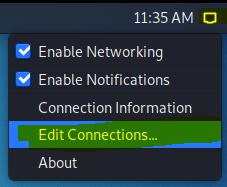 11:35 AM
Enable Networking
Enable Notifications
Connection Information
Edit Connections...
About